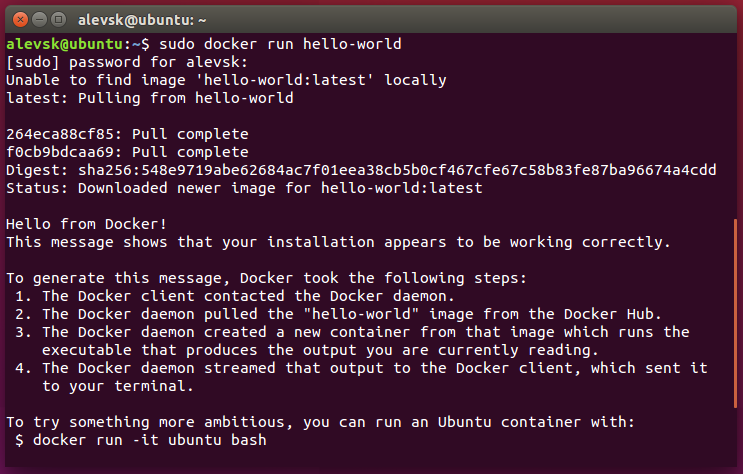 alevsk@ubuntu
alevsk@ubuntu:~$ sudo docker run hello-world
[sudo] password for alevsk:
Unable to find image 'hello-world:latest' locally
latest: Pulling from hello-world
264eca88cf85: Pull complete
f0cb9bdcaa69: Pull complete
Digest: sha256:548e9719abe62684ac7f01eea38cb5b0cf467cfe67c58b83fe87ba96674a4cdd
Status: Downloaded newer image for hello-world:latest
Hello from Docker!
This message shows that your installation appears to be working correctly.
To generate this message, Docker took the following steps:
1. The Docker client contacted the Docker daemon.
2. The Docker daemon pulled the "hello-world" image from the Docker Hub.
3. The Docker daemon created a new container from that image which runs the
executable that produces the output you are currently reading.
4. The Docker daemon streamed that output to the Docker client, which sent it
to your terminal.
To try something more ambitious, you can run an Ubuntu container with:
$ docker run -it ubuntu bash